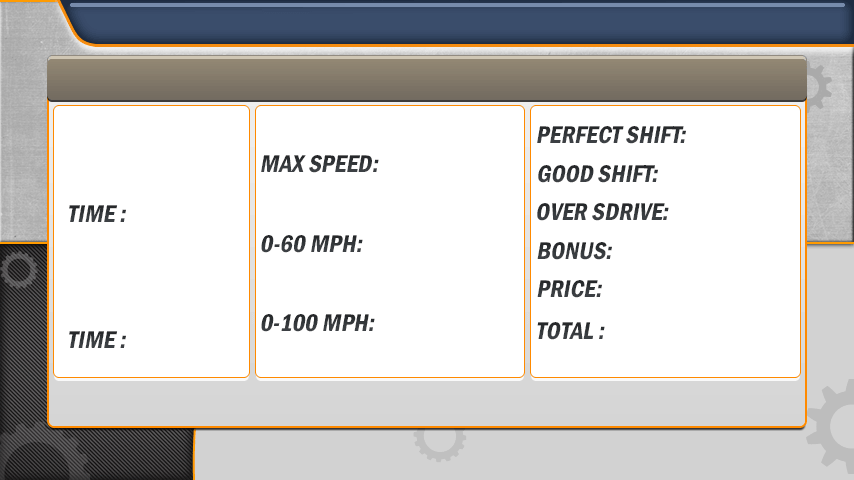 TIME :
TIME :
MAX SPEED:
0-60 MPH:
0-100 MPH:
PERFECT SHIFT:
GOOD SHIFT:
OVER SDRIVE:
BONUS:
PRICE:
TOTAL :